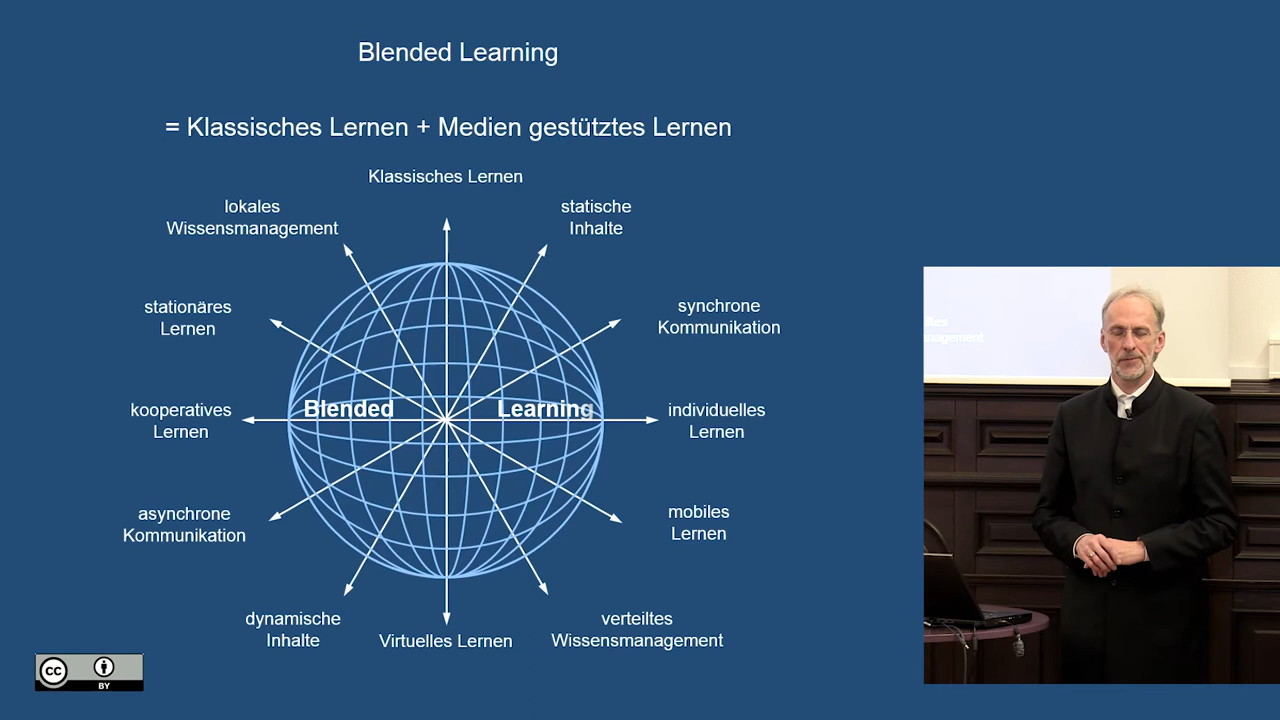 Blended Learning
= Klassisches Lernen + Medien gestütztes Lernen
Klassisches Lernen
lokales
Wissensmanagement
statische
Inhalte
stationäres
Lernen
synchrone
Kommunikation
Blended Learning
kooperatives
Lernen
individuelles
Lernen
asynchrone
Kommunikation
mobiles
Lernen
dynamische
Inhalte
Virtuelles Lernen
verteiltes
Wissensmanagement
cc
BY